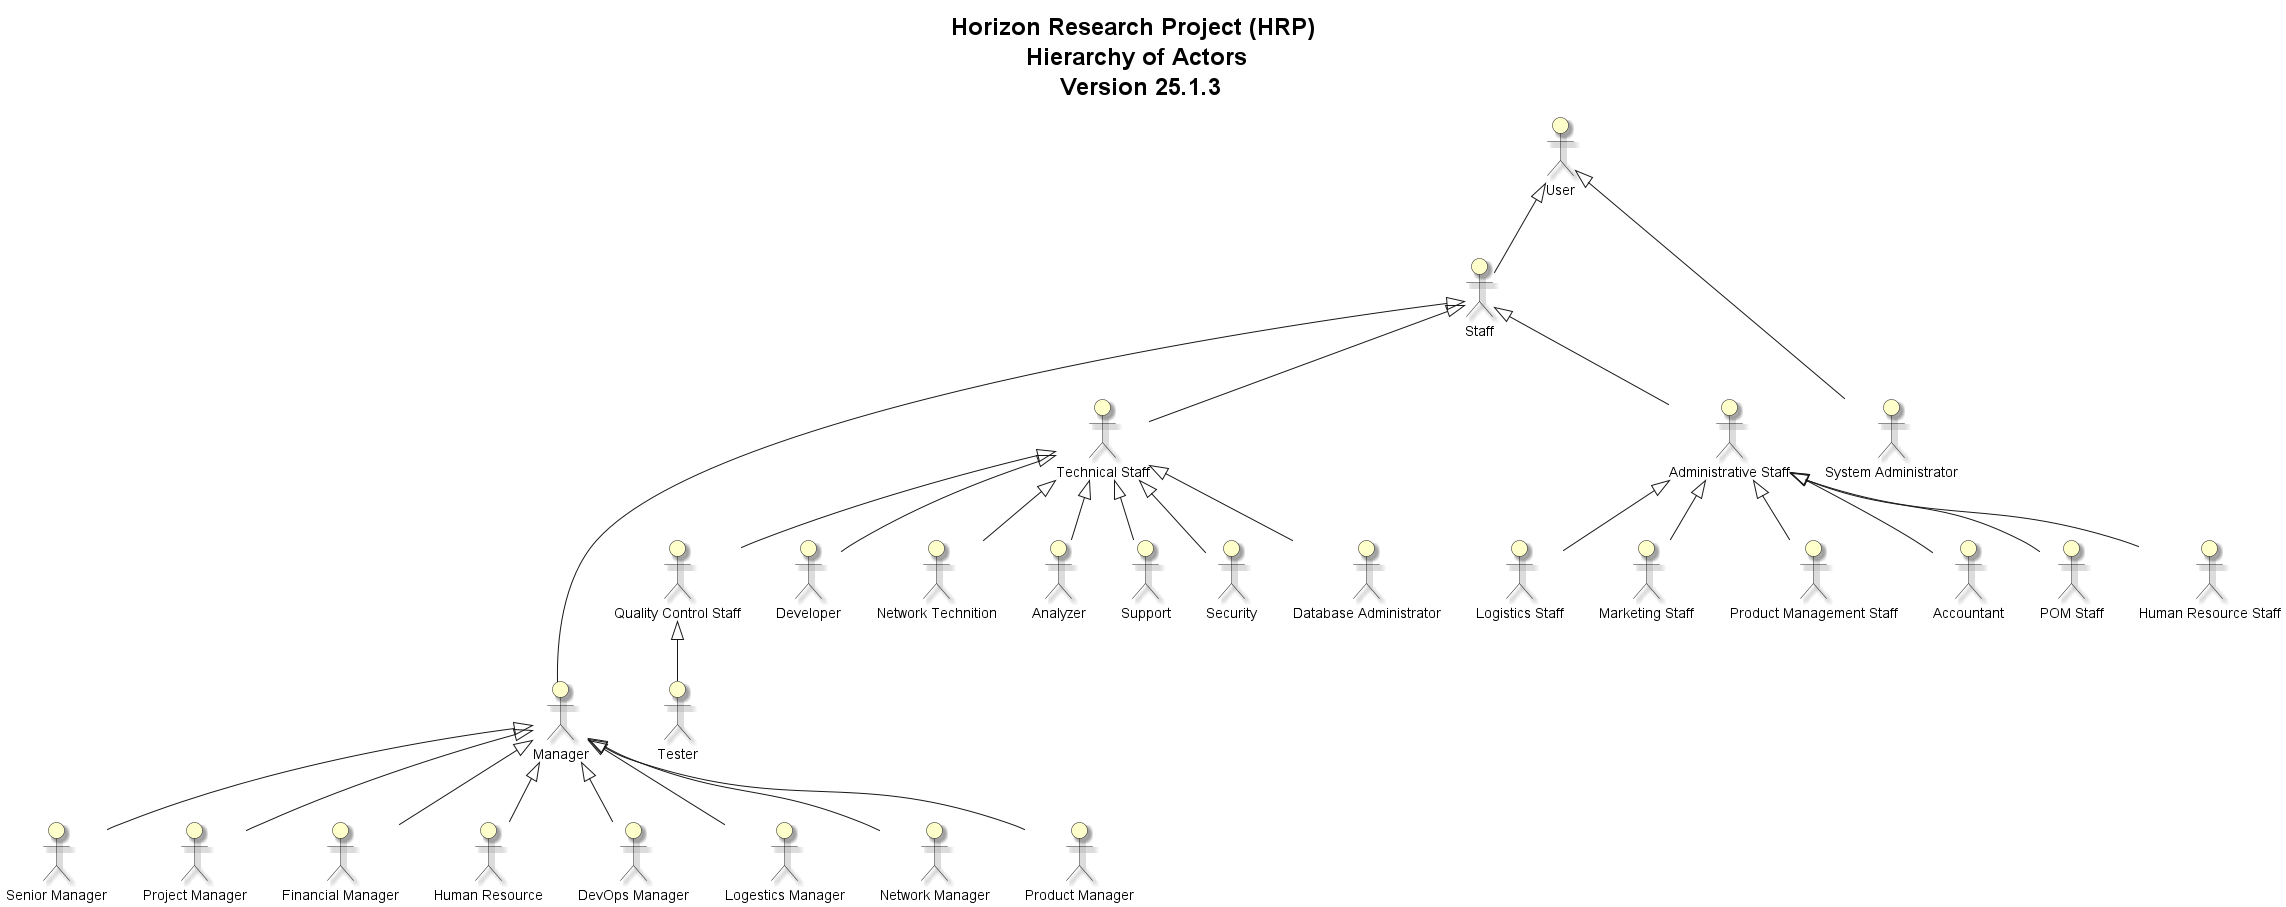 Horizon Research Project (HRP)
Hierarchy of Actors
Version 25.1.3
User
Staff
Technical Staff
Administrative Staff
System Administrator
Quality Control Staff
Developer
Network Technition
Analyzer
Support
Security
Database Administrator
Logistics Staff
Marketing Staff
Product Management Staff
Accountant
POM Staff
Human Resource Staff
Manager
Tester
Senior Manager
Project Manager
Financial Manager
Human Resource
DevOps Manager
Logestics Manager
Network Manager
Product Manager